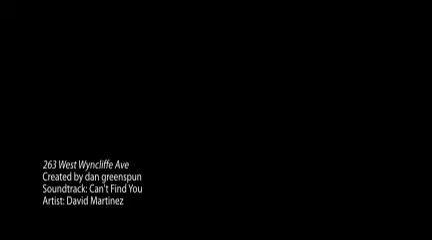 263 West Wyncliffe Ave
Created by dan greenspun
Soundtrack: Can't Find You
Artist: David Martinez